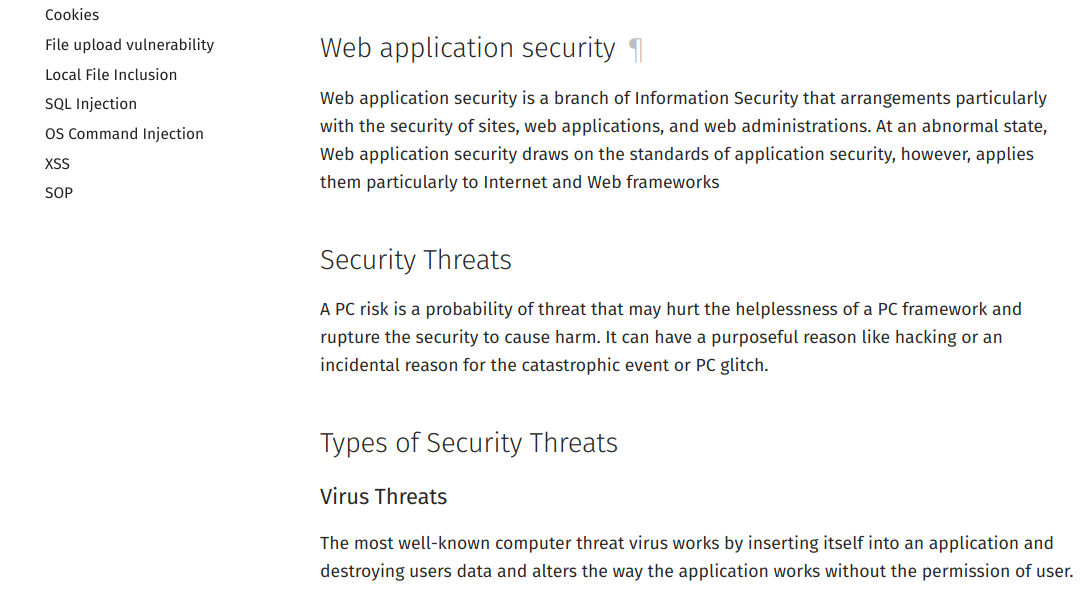 Cookies
File upload vulnerability
Local File Inclusion
SQL Injection
OS Command Injection
XSS
SOP
Web application security ¶
Web application security is a branch of Information Security that arrangements particularly
with the security of sites, web applications, and web administrations. At an abnormal state,
Web application security draws on the standards of application security, however, applies
them particularly to Internet and Web frameworks
Security Threats
A PC risk is a probability of threat that may hurt the helplessness of a PC framework and
rupture the security to cause harm. It can have a purposeful reason like hacking or an
incidental reason for the catastrophic event or PC glitch.
Types of Security Threats
Virus Threats
The most well-known computer threat virus works by inserting itself into an application and
destroying users data and alters the way the application works without the permission of user.